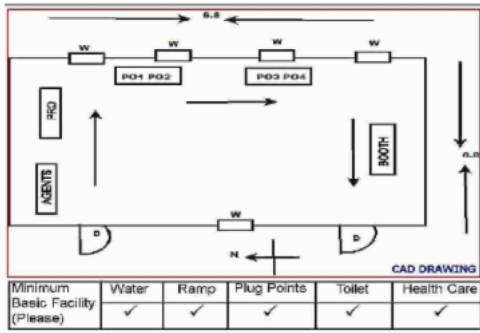 6.8
W W W W
PO1 PO2 PO3 PO4
PRO
BOOTH
AGENTS
6.8
W
D D
N
CAD DRAWING
Minimum Basic Facility (Please) Water Ramp Plug Points Toilet Health Care
✓ ✓ ✓ ✓ ✓